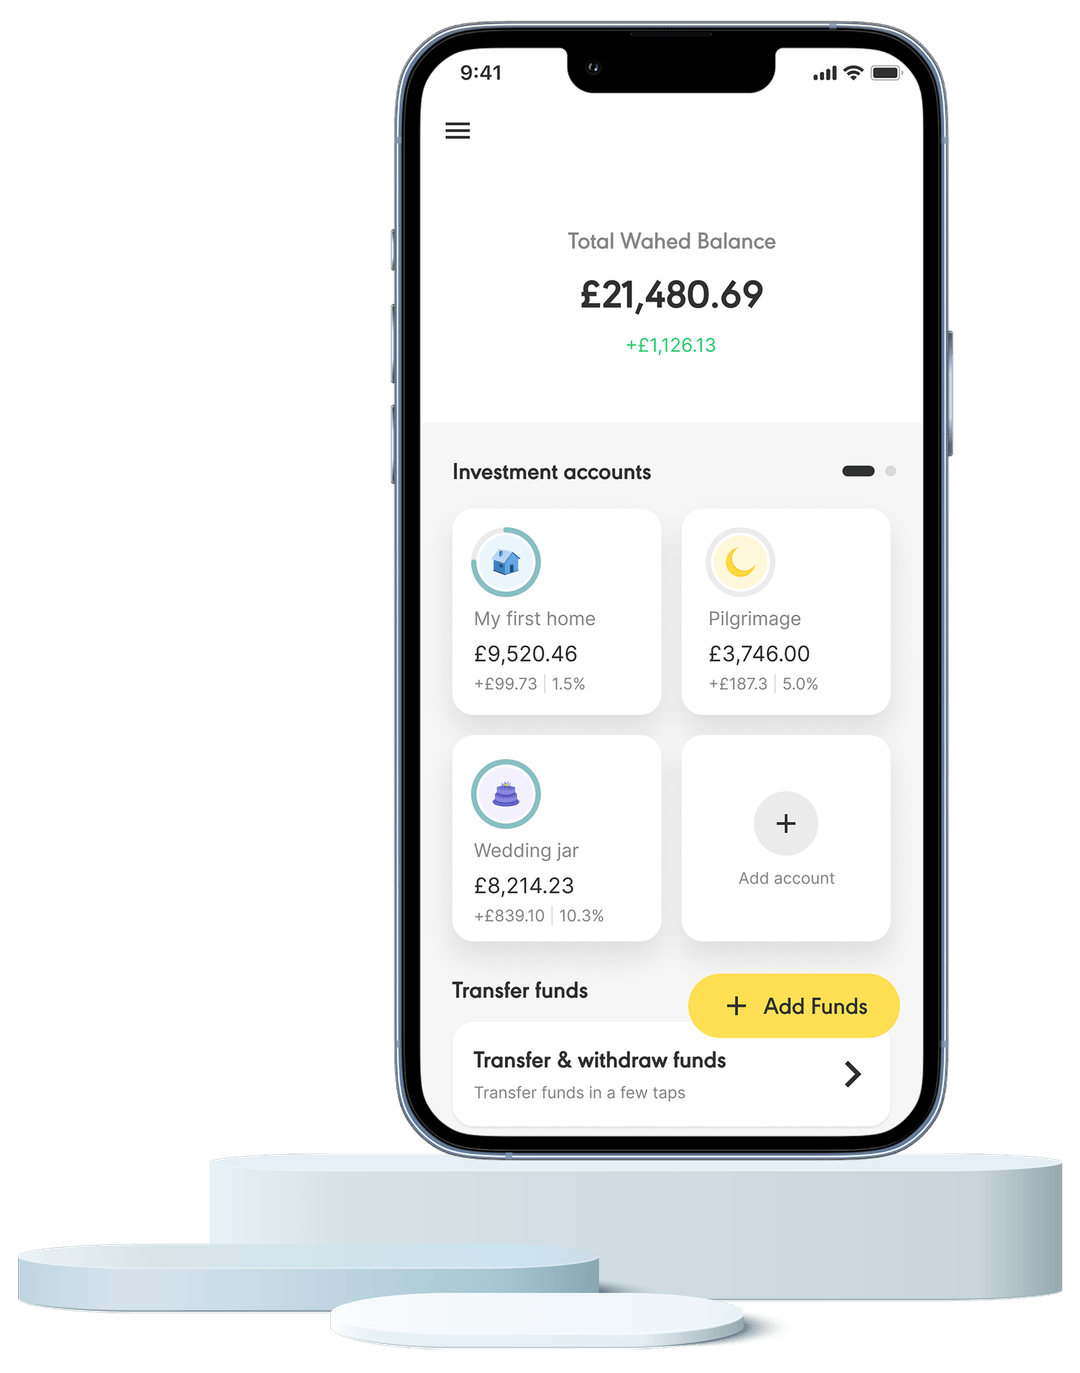 9:41
Total Wahed Balance
£21,480.69
+£1,126.13
Investment accounts
My first home
£9,520.46
+£99.73 | 1.5%
Pilgrimage
£3,746.00
+£187.3 | 5.0%
Wedding jar
£8,214.23
+£839.10 | 10.3%
+
Add account
Transfer funds
+ Add Funds
Transfer & withdraw funds
Transfer funds in a few taps